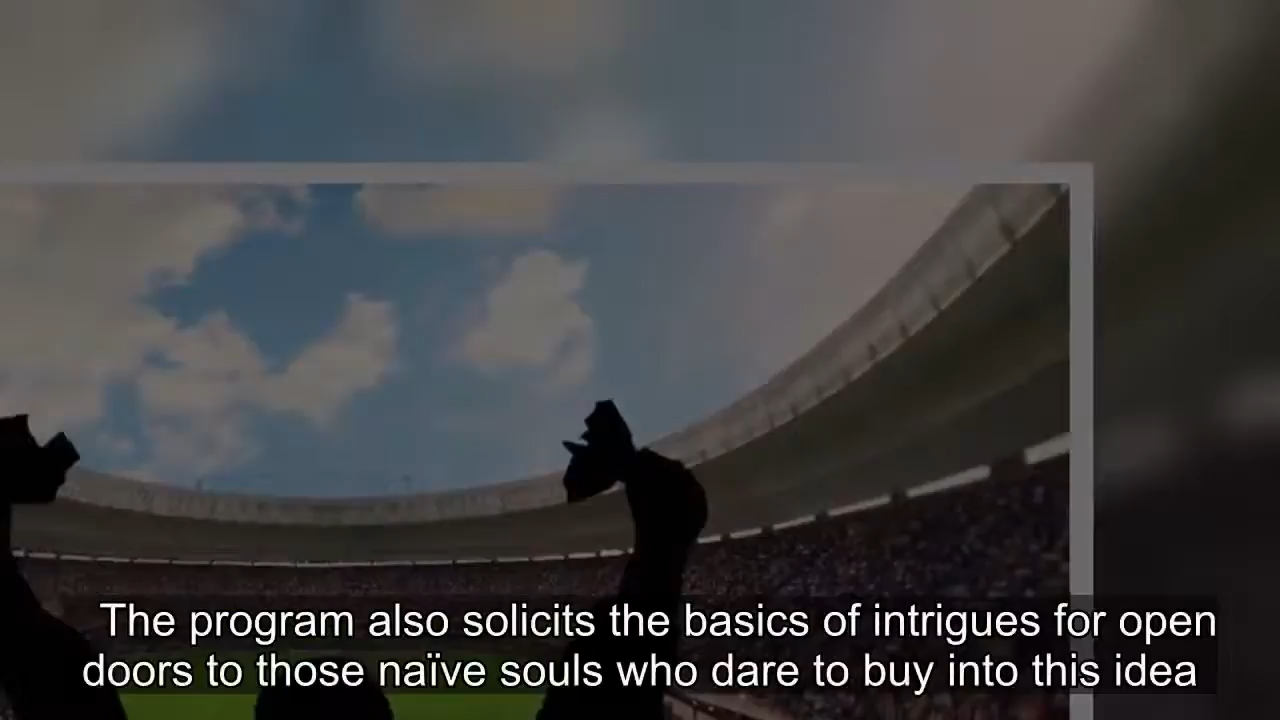 The program also solicits the basics of intrigues for open
doors to those naïve souls who dare to buy into this idea